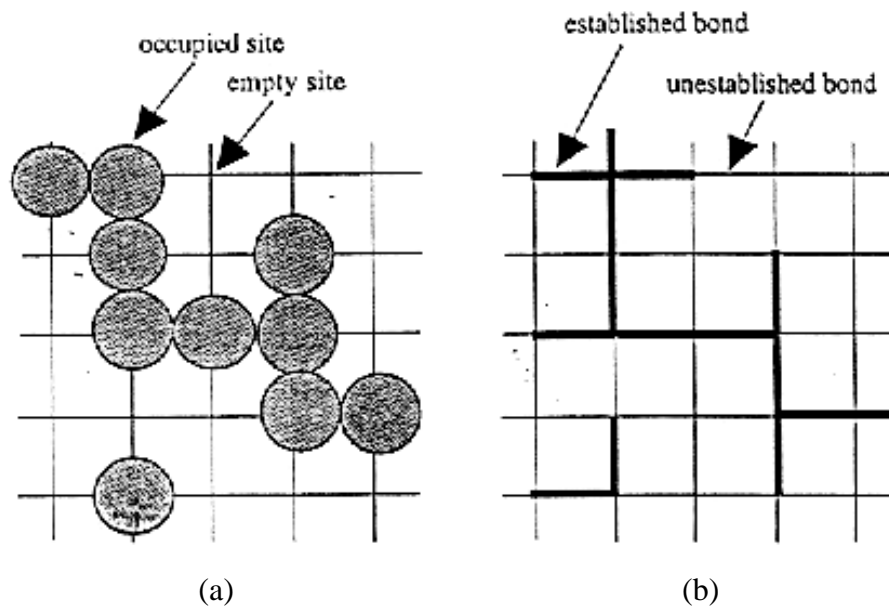 occupied site
empty site
established bond
unestablished bond
(a)
(b)